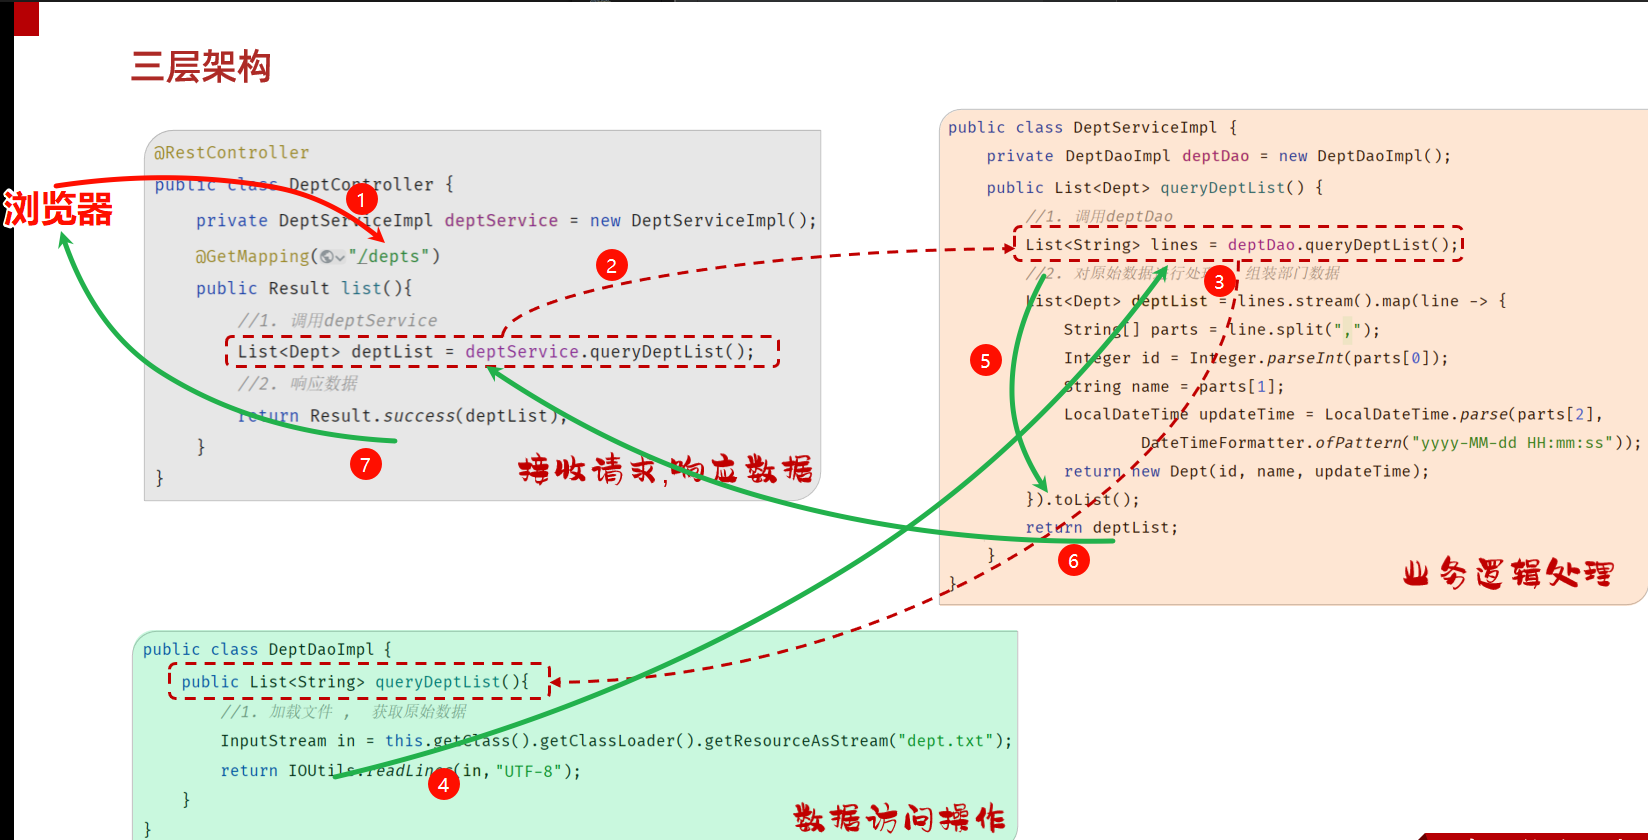 三层架构
浏览器
@RestController
public class DeptController {
private DeptServiceImpl deptService = new DeptServiceImpl();
@GetMapping("/depts")
public Result list(){
//1. 调用deptService
List<Dept> deptList = deptService.queryDeptList();
//2. 响应数据
return Result.success(deptList);
}
}
接收请求,响应数据
1
2
7
public class DeptServiceImpl {
private DeptDaoImpl deptDao = new DeptDaoImpl();
public List<Dept> queryDeptList() {
//1. 调用deptDao
List<String> lines = deptDao.queryDeptList();
//2. 对原始数据进行处理 组装部门数据
List<Dept> deptList = lines.stream().map(line -> {
String[] parts = line.split(",");
Integer id = Integer.parseInt(parts[0]);
String name = parts[1];
LocalDateTime updateTime = LocalDateTime.parse(parts[2],
DateTimeFormatter.ofPattern("yyyy-MM-dd HH:mm:ss"));
return new Dept(id, name, updateTime);
}).toList();
return deptList;
}
}
业务逻辑处理
3
5
6
public class DeptDaoImpl {
public List<String> queryDeptList(){
//1. 加载文件 , 获取原始数据
InputStream in = this.getClass().getClassLoader().getResourceAsStream("dept.txt");
return IOUtils.readLines(in,"UTF-8");
}
}
数据访问操作
4